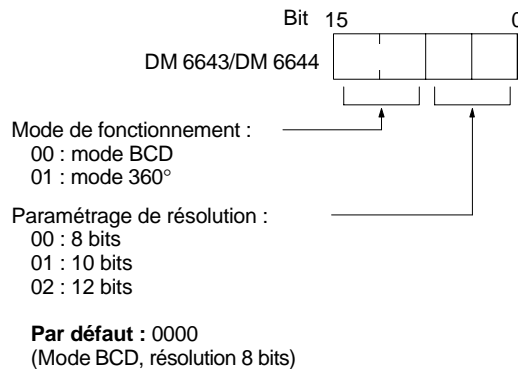 Bit 15 0
DM 6643/DM 6644
Mode de fonctionnement :
00 : mode BCD
01 : mode 360°
Paramétrage de résolution :
00 : 8 bits
01 : 10 bits
02 : 12 bits
Par défaut : 0000
(Mode BCD, résolution 8 bits)